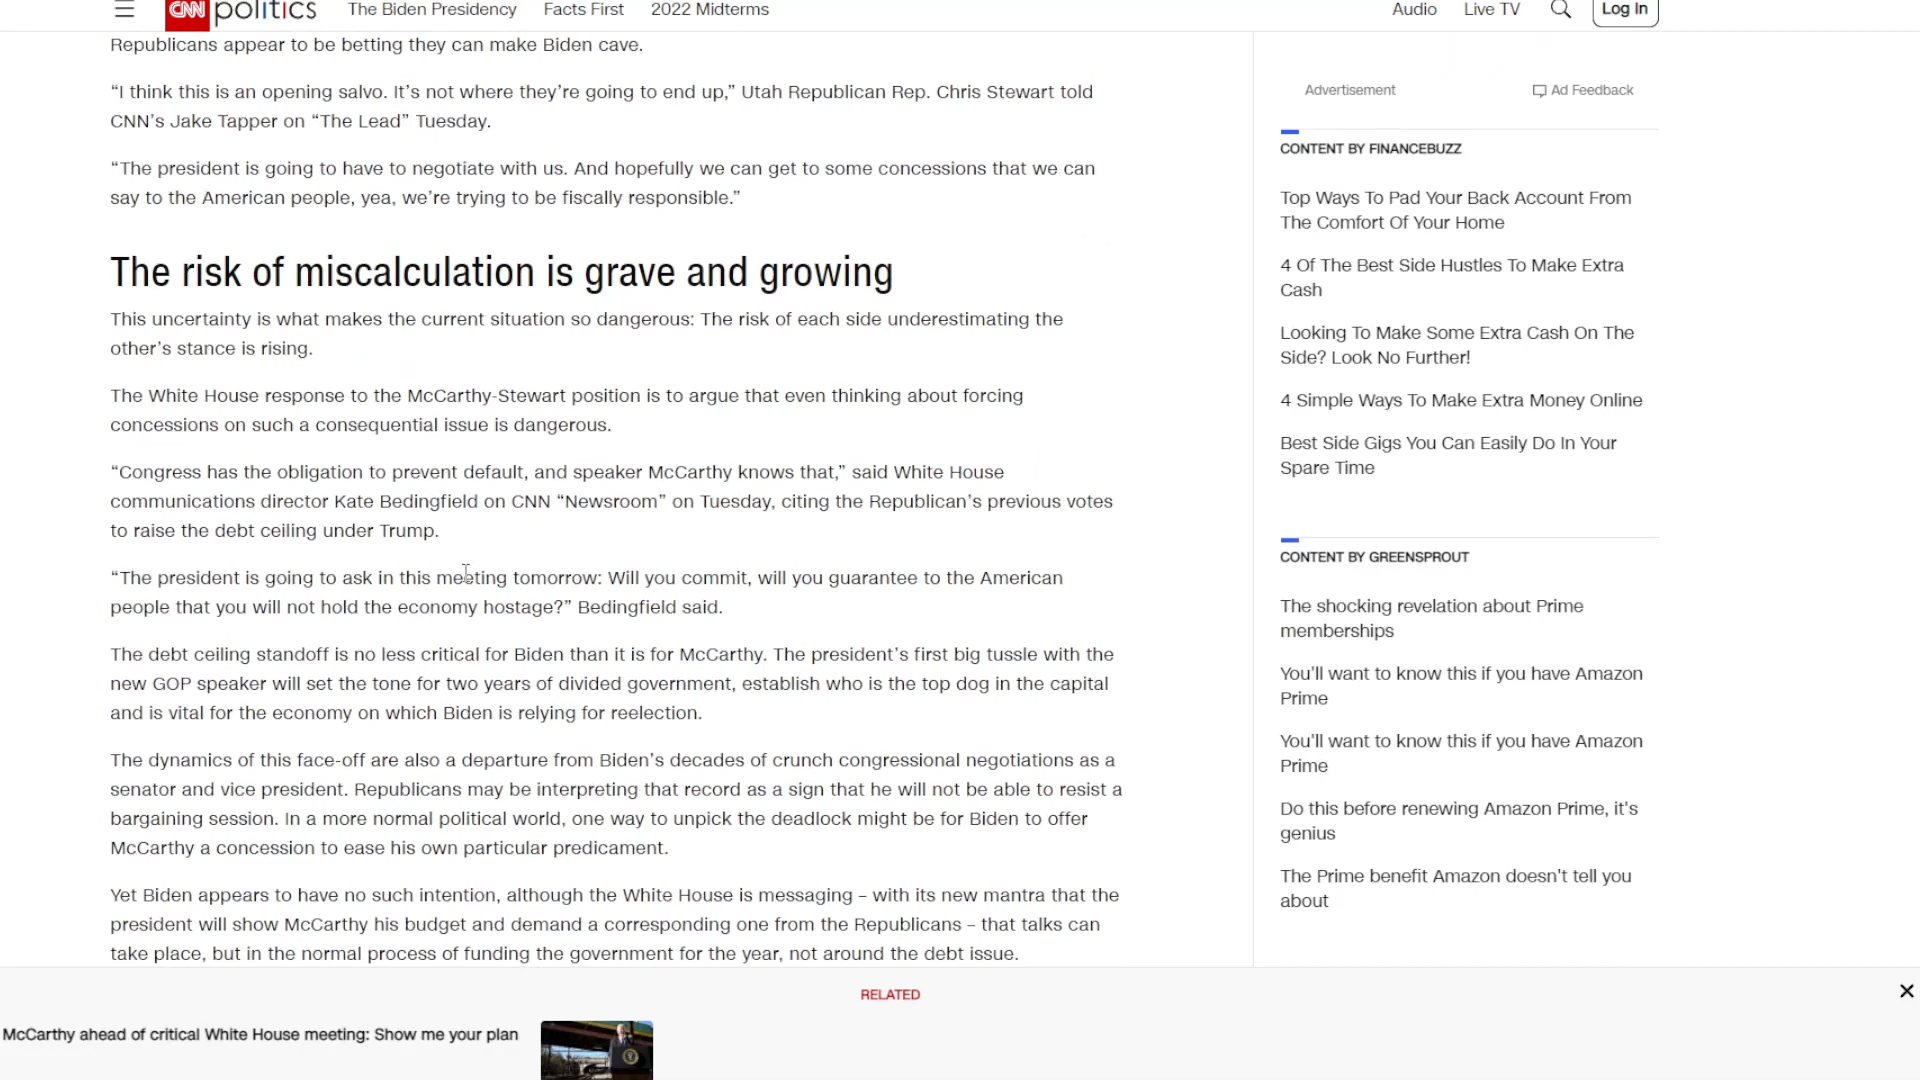 CNN politics The Biden Presidency Facts First 2022 Midterms Audio Live TV Log In
Republicans appear to be betting they can make Biden cave.
“I think this is an opening salvo. It’s not where they’re going to end up,” Utah Republican Rep. Chris Stewart told
CNN’s Jake Tapper on “The Lead” Tuesday.
“The president is going to have to negotiate with us. And hopefully we can get to some concessions that we can
say to the American people, yea, we’re trying to be fiscally responsible.”
The risk of miscalculation is grave and growing
This uncertainty is what makes the current situation so dangerous: The risk of each side underestimating the
other’s stance is rising.
The White House response to the McCarthy-Stewart position is to argue that even thinking about forcing
concessions on such a consequential issue is dangerous.
“Congress has the obligation to prevent default, and speaker McCarthy knows that,” said White House
communications director Kate Bedingfield on CNN “Newsroom” on Tuesday, citing the Republican’s previous votes
to raise the debt ceiling under Trump.
“The president is going to ask in this meeting tomorrow: Will you commit, will you guarantee to the American
people that you will not hold the economy hostage?” Bedingfield said.
The debt ceiling standoff is no less critical for Biden than it is for McCarthy. The president’s first big tussle with the
new GOP speaker will set the tone for two years of divided government, establish who is the top dog in the capital
and is vital for the economy on which Biden is relying for reelection.
The dynamics of this face-off are also a departure from Biden’s decades of crunch congressional negotiations as a
senator and vice president. Republicans may be interpreting that record as a sign that he will not be able to resist a
bargaining session. In a more normal political world, one way to unpick the deadlock might be for Biden to offer
McCarthy a concession to ease his own particular predicament.
Yet Biden appears to have no such intention, although the White House is messaging – with its new mantra that the
president will show McCarthy his budget and demand a corresponding one from the Republicans – that talks can
take place, but in the normal process of funding the government for the year, not around the debt issue.
Advertisement Ad Feedback
CONTENT BY FINANCEBUZZ
Top Ways To Pad Your Back Account From
The Comfort Of Your Home
4 Of The Best Side Hustles To Make Extra
Cash
Looking To Make Some Extra Cash On The
Side? Look No Further!
4 Simple Ways To Make Extra Money Online
Best Side Gigs You Can Easily Do In Your
Spare Time
CONTENT BY GREENSPROUT
The shocking revelation about Prime
memberships
You'll want to know this if you have Amazon
Prime
You'll want to know this if you have Amazon
Prime
Do this before renewing Amazon Prime, it's
genius
The Prime benefit Amazon doesn't tell you
about
RELATED
McCarthy ahead of critical White House meeting: Show me your plan